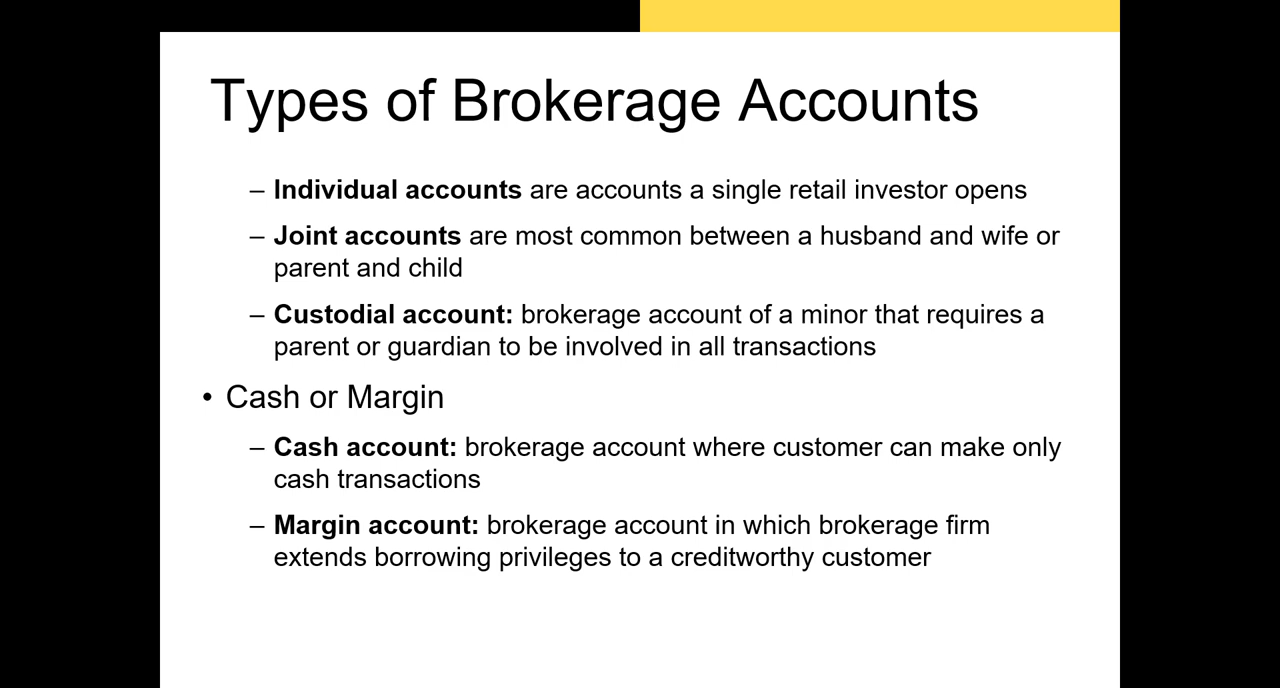 Types of Brokerage Accounts
– Individual accounts are accounts a single retail investor opens
– Joint accounts are most common between a husband and wife or
parent and child
– Custodial account: brokerage account of a minor that requires a
parent or guardian to be involved in all transactions
• Cash or Margin
– Cash account: brokerage account where customer can make only
cash transactions
– Margin account: brokerage account in which brokerage firm
extends borrowing privileges to a creditworthy customer